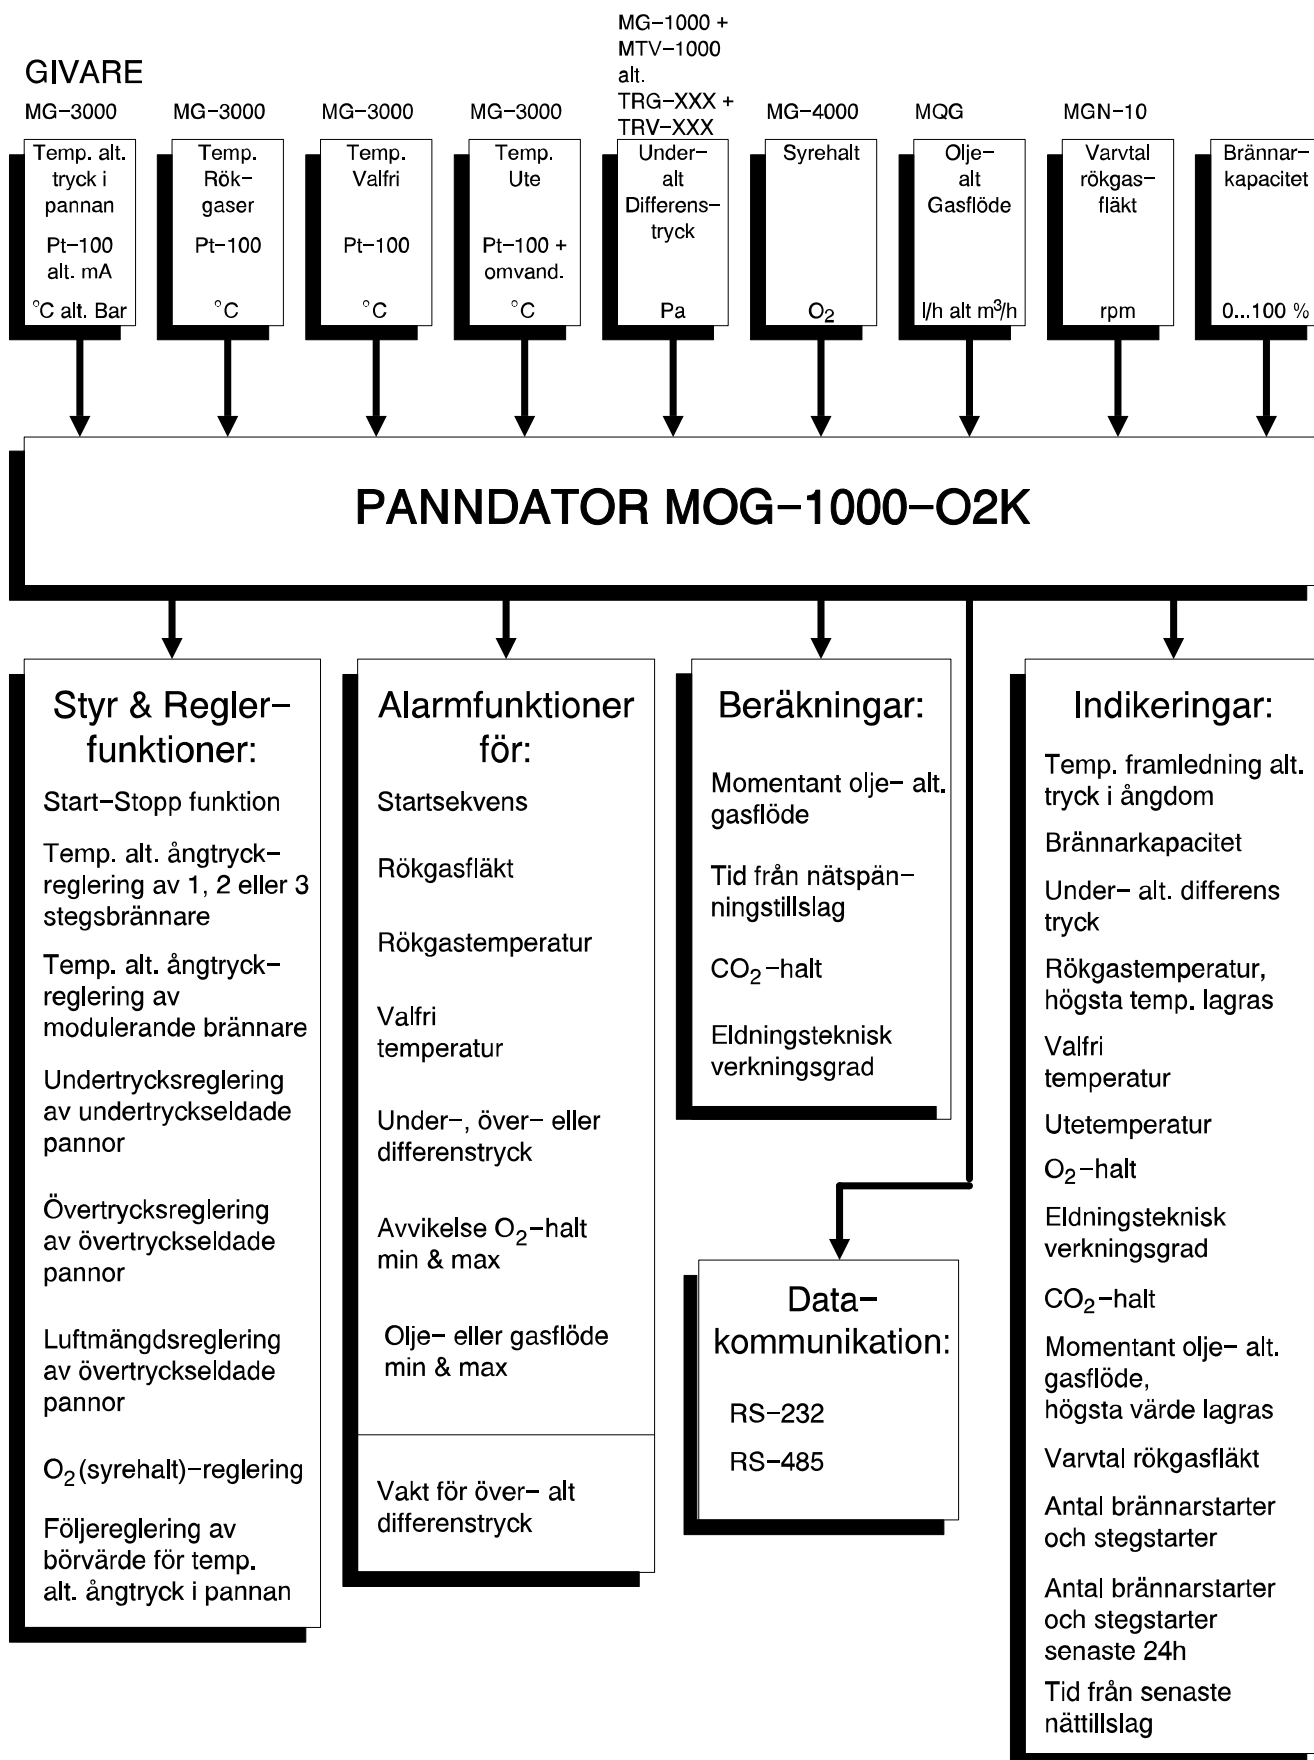 GIVARE
MG–3000
MG–3000
MG–3000
MG–3000
MG–1000 +
MTV–1000
alt.
TRG–XXX +
TRV–XXX
MG–4000
MQG
MGN–10
Temp. alt.
tryck i
pannan
Pt–100
alt. mA
°C alt. Bar
Temp.
Rök–
gaser
Pt–100
°C
Temp.
Valfri
Pt–100
°C
Temp.
Ute
Pt–100 +
omvand.
°C
Under–
alt
Differens–
tryck
Pa
Syrehalt
O₂
Olje–
alt
Gasflöde
l/h alt m³/h
Varvtal
rökgas–
fläkt
rpm
Brännar–
kapacitet
0...100 %
PANNDATOR MOG–1000–O2K
Styr & Regler–
funktioner:
Start–Stopp funktion
Temp. alt. ångtryck–
reglering av 1, 2 eller 3
stegsbrännare
Temp. alt. ångtryck–
reglering av
modulerande brännare
Undertrycksreglering
av undertryckseldade
pannor
Övertrycksreglering
av övertryckseldade
pannor
Luftmängdsreglering
av övertryckseldade
pannor
O₂(syrehalt)–reglering
Följereglering av
börvärde för temp.
alt. ångtryck i pannan
Alarmfunktioner
för:
Startsekvens
Rökgasfläkt
Rökgastemperatur
Valfri
temperatur
Under–, över– eller
differenstryck
Avvikelse O₂–halt
min & max
Olje– eller gasflöde
min & max
Vakt för över– alt
differenstryck
Beräkningar:
Momentant olje– alt.
gasflöde
Tid från nätspän–
ningstillslag
CO₂–halt
Eldningsteknisk
verkningsgrad
Data–
kommunikation:
RS–232
RS–485
Indikeringar:
Temp. framledning alt.
tryck i ångdom
Brännarkapacitet
Under– alt. differens
tryck
Rökgastemperatur,
högsta temp. lagras
Valfri
temperatur
Utetemperatur
O₂–halt
Eldningsteknisk
verkningsgrad
CO₂–halt
Momentant olje– alt.
gasflöde,
högsta värde lagras
Varvtal rökgasfläkt
Antal brännarstarter
och stegstarter
Antal brännarstarter
och stegstarter
senaste 24h
Tid från senaste
nättillslag